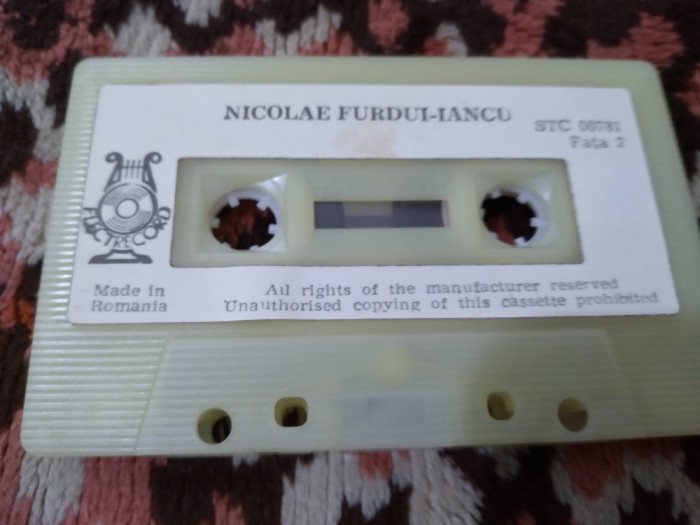 NICOLAE FURDUI-IANCU
STC 00781
Fața 2
ELECTRECORD
Made in
Romania
All rights of the manufacturer reserved
Unauthorised copying of this cassette prohibited